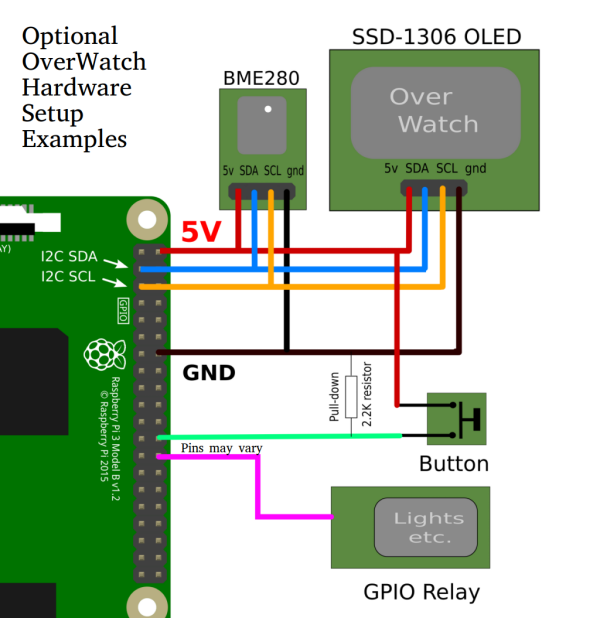 Optional
OverWatch
Hardware
Setup
Examples
SSD-1306 OLED
BME280
Over
Watch
5v SDA SCL gnd
5v SDA SCL gnd
5V
I2C SDA
I2C SCL
GPIO
GND
Raspberry Pi 3 Model B v1.2
© Raspberry Pi 2015
Pull-down
2.2K resistor
Pins may vary
Button
Lights
etc.
GPIO Relay